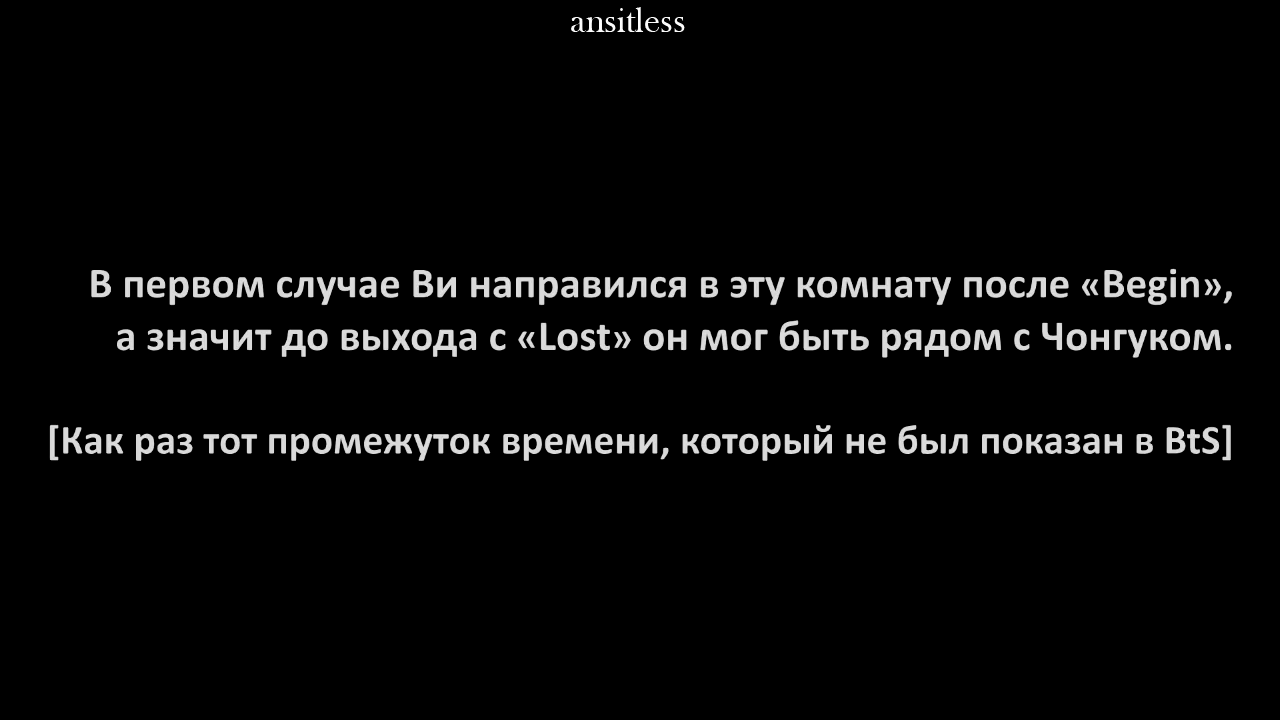 ansitless
В первом случае Ви направился в эту комнату после «Begin»,
а значит до выхода с «Lost» он мог быть рядом с Чонгуком.
[Как раз тот промежуток времени, который не был показан в BtS]